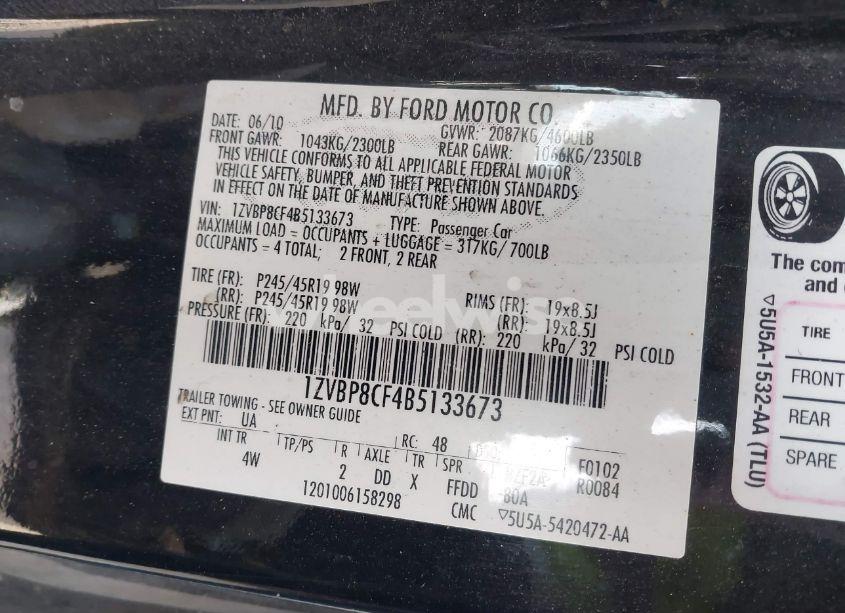 MFD. BY FORD MOTOR CO.
DATE: 06/10 GVWR: 2087KG/4600LB
FRONT GAWR: 1043KG/2300LB REAR GAWR: 1066KG/2350LB
THIS VEHICLE CONFORMS TO ALL APPLICABLE FEDERAL MOTOR
VEHICLE SAFETY, BUMPER, AND THEFT PREVENTION STANDARDS
IN EFFECT ON THE DATE OF MANUFACTURE SHOWN ABOVE.
VIN: 1ZVBP8CF4B5133673 TYPE: Passenger Car
MAXIMUM LOAD = OCCUPANTS + LUGGAGE = 317KG/ 700LB
OCCUPANTS = 4 TOTAL; 2 FRONT, 2 REAR
TIRE (FR): P245/45R19 98W RIMS (FR): 19x8.5J
(RR): P245/45R19 98W (RR): 19x8.5J
PRESSURE (FR): 220 kPa/ 32 PSI COLD (RR): 220 kPa/ 32 PSI COLD
1ZVBP8CF4B5133673
TRAILER TOWING - SEE OWNER GUIDE
EXT PNT: UA RC: 48
INT TR TP/PS R AXLE TR SPR F0102
4W 2 DD X FFDD R0084
1201006158298 CMC ▽5U5A-5420472-AA
The com
and
▽5U5A-1532-AA (TLU)
TIRE
FRONT
REAR
SPARE